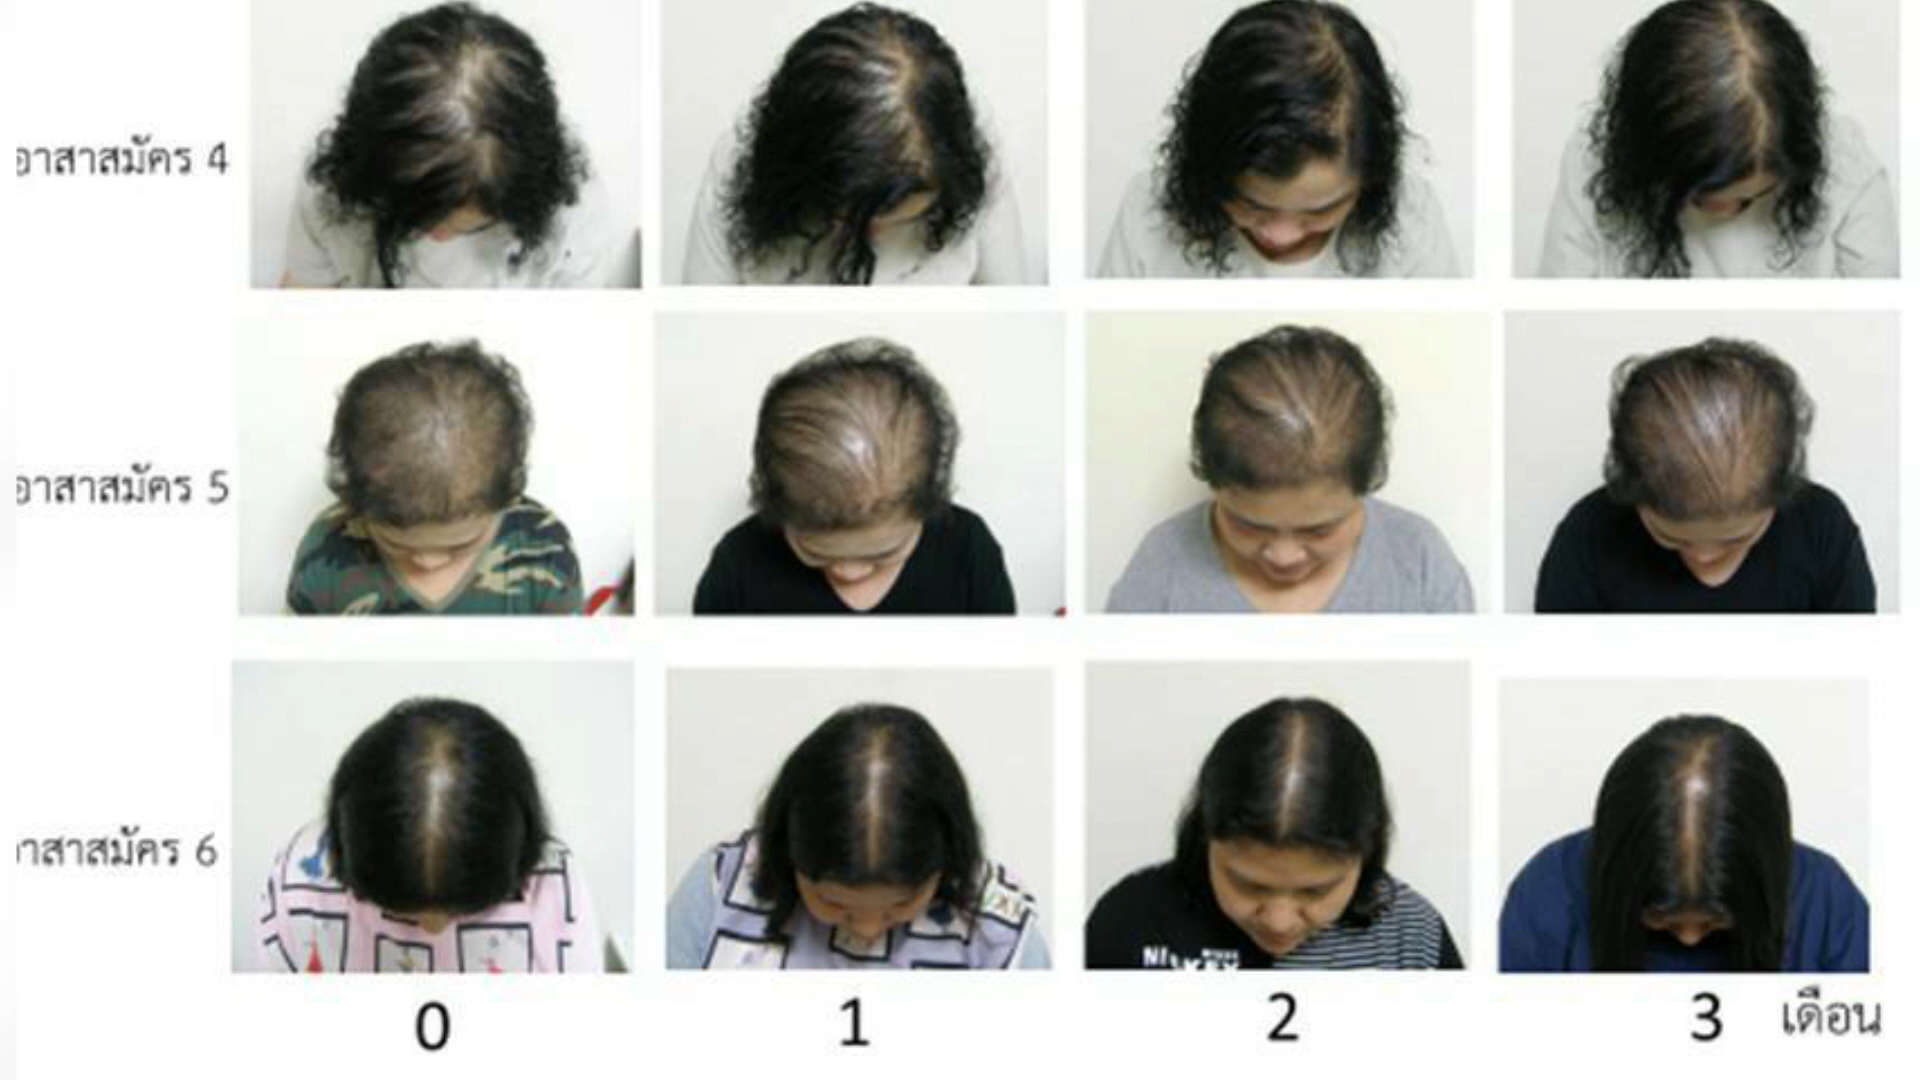 อาสาสมัคร 4
อาสาสมัคร 5
อาสาสมัคร 6
0 1 2 3 เดือน